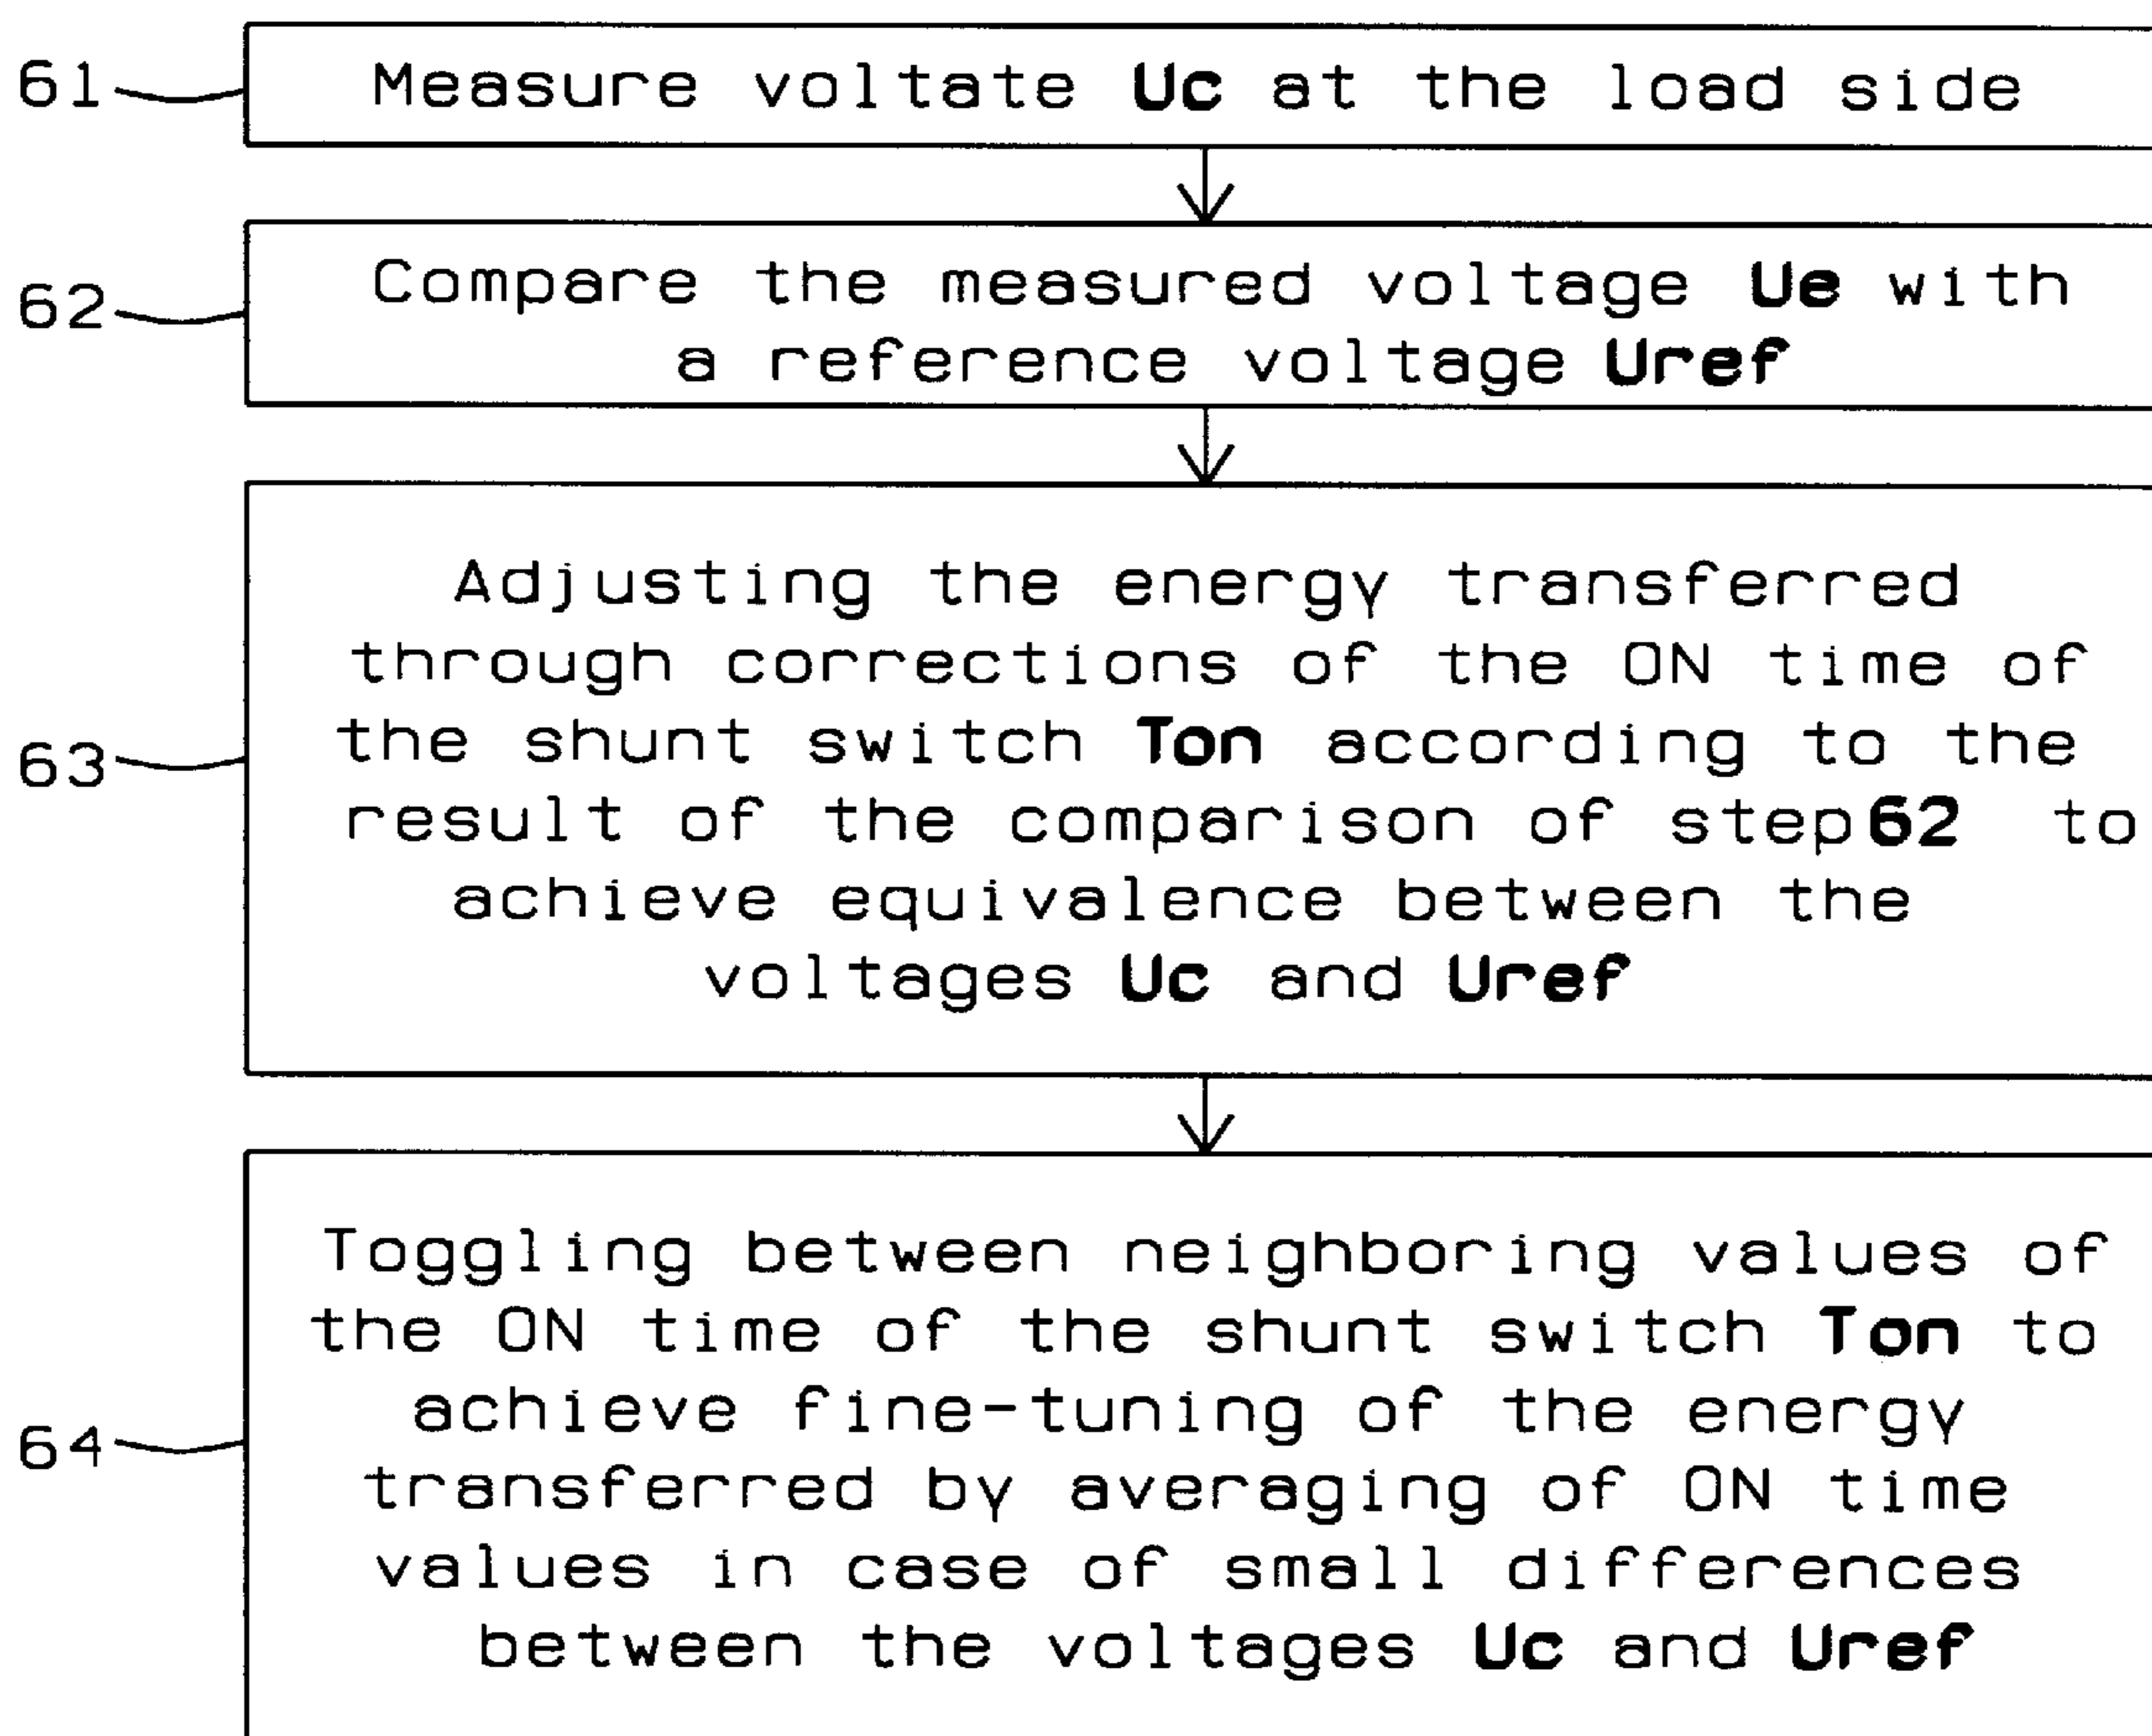 61 Measure voltate Uc at the load side
62 Compare the measured voltage Ue with
a reference voltage Uref
Adjusting the energy transferred
through corrections of the ON time of
63 the shunt switch Ton according to the
result of the comparison of step62 to
achieve equivalence between the
voltages Uc and Uref
Toggling between neighboring values of
the ON time of the shunt switch Ton to
achieve fine-tuning of the energy
64 transferred by averaging of ON time
values in case of small differences
between the voltages Uc and Uref